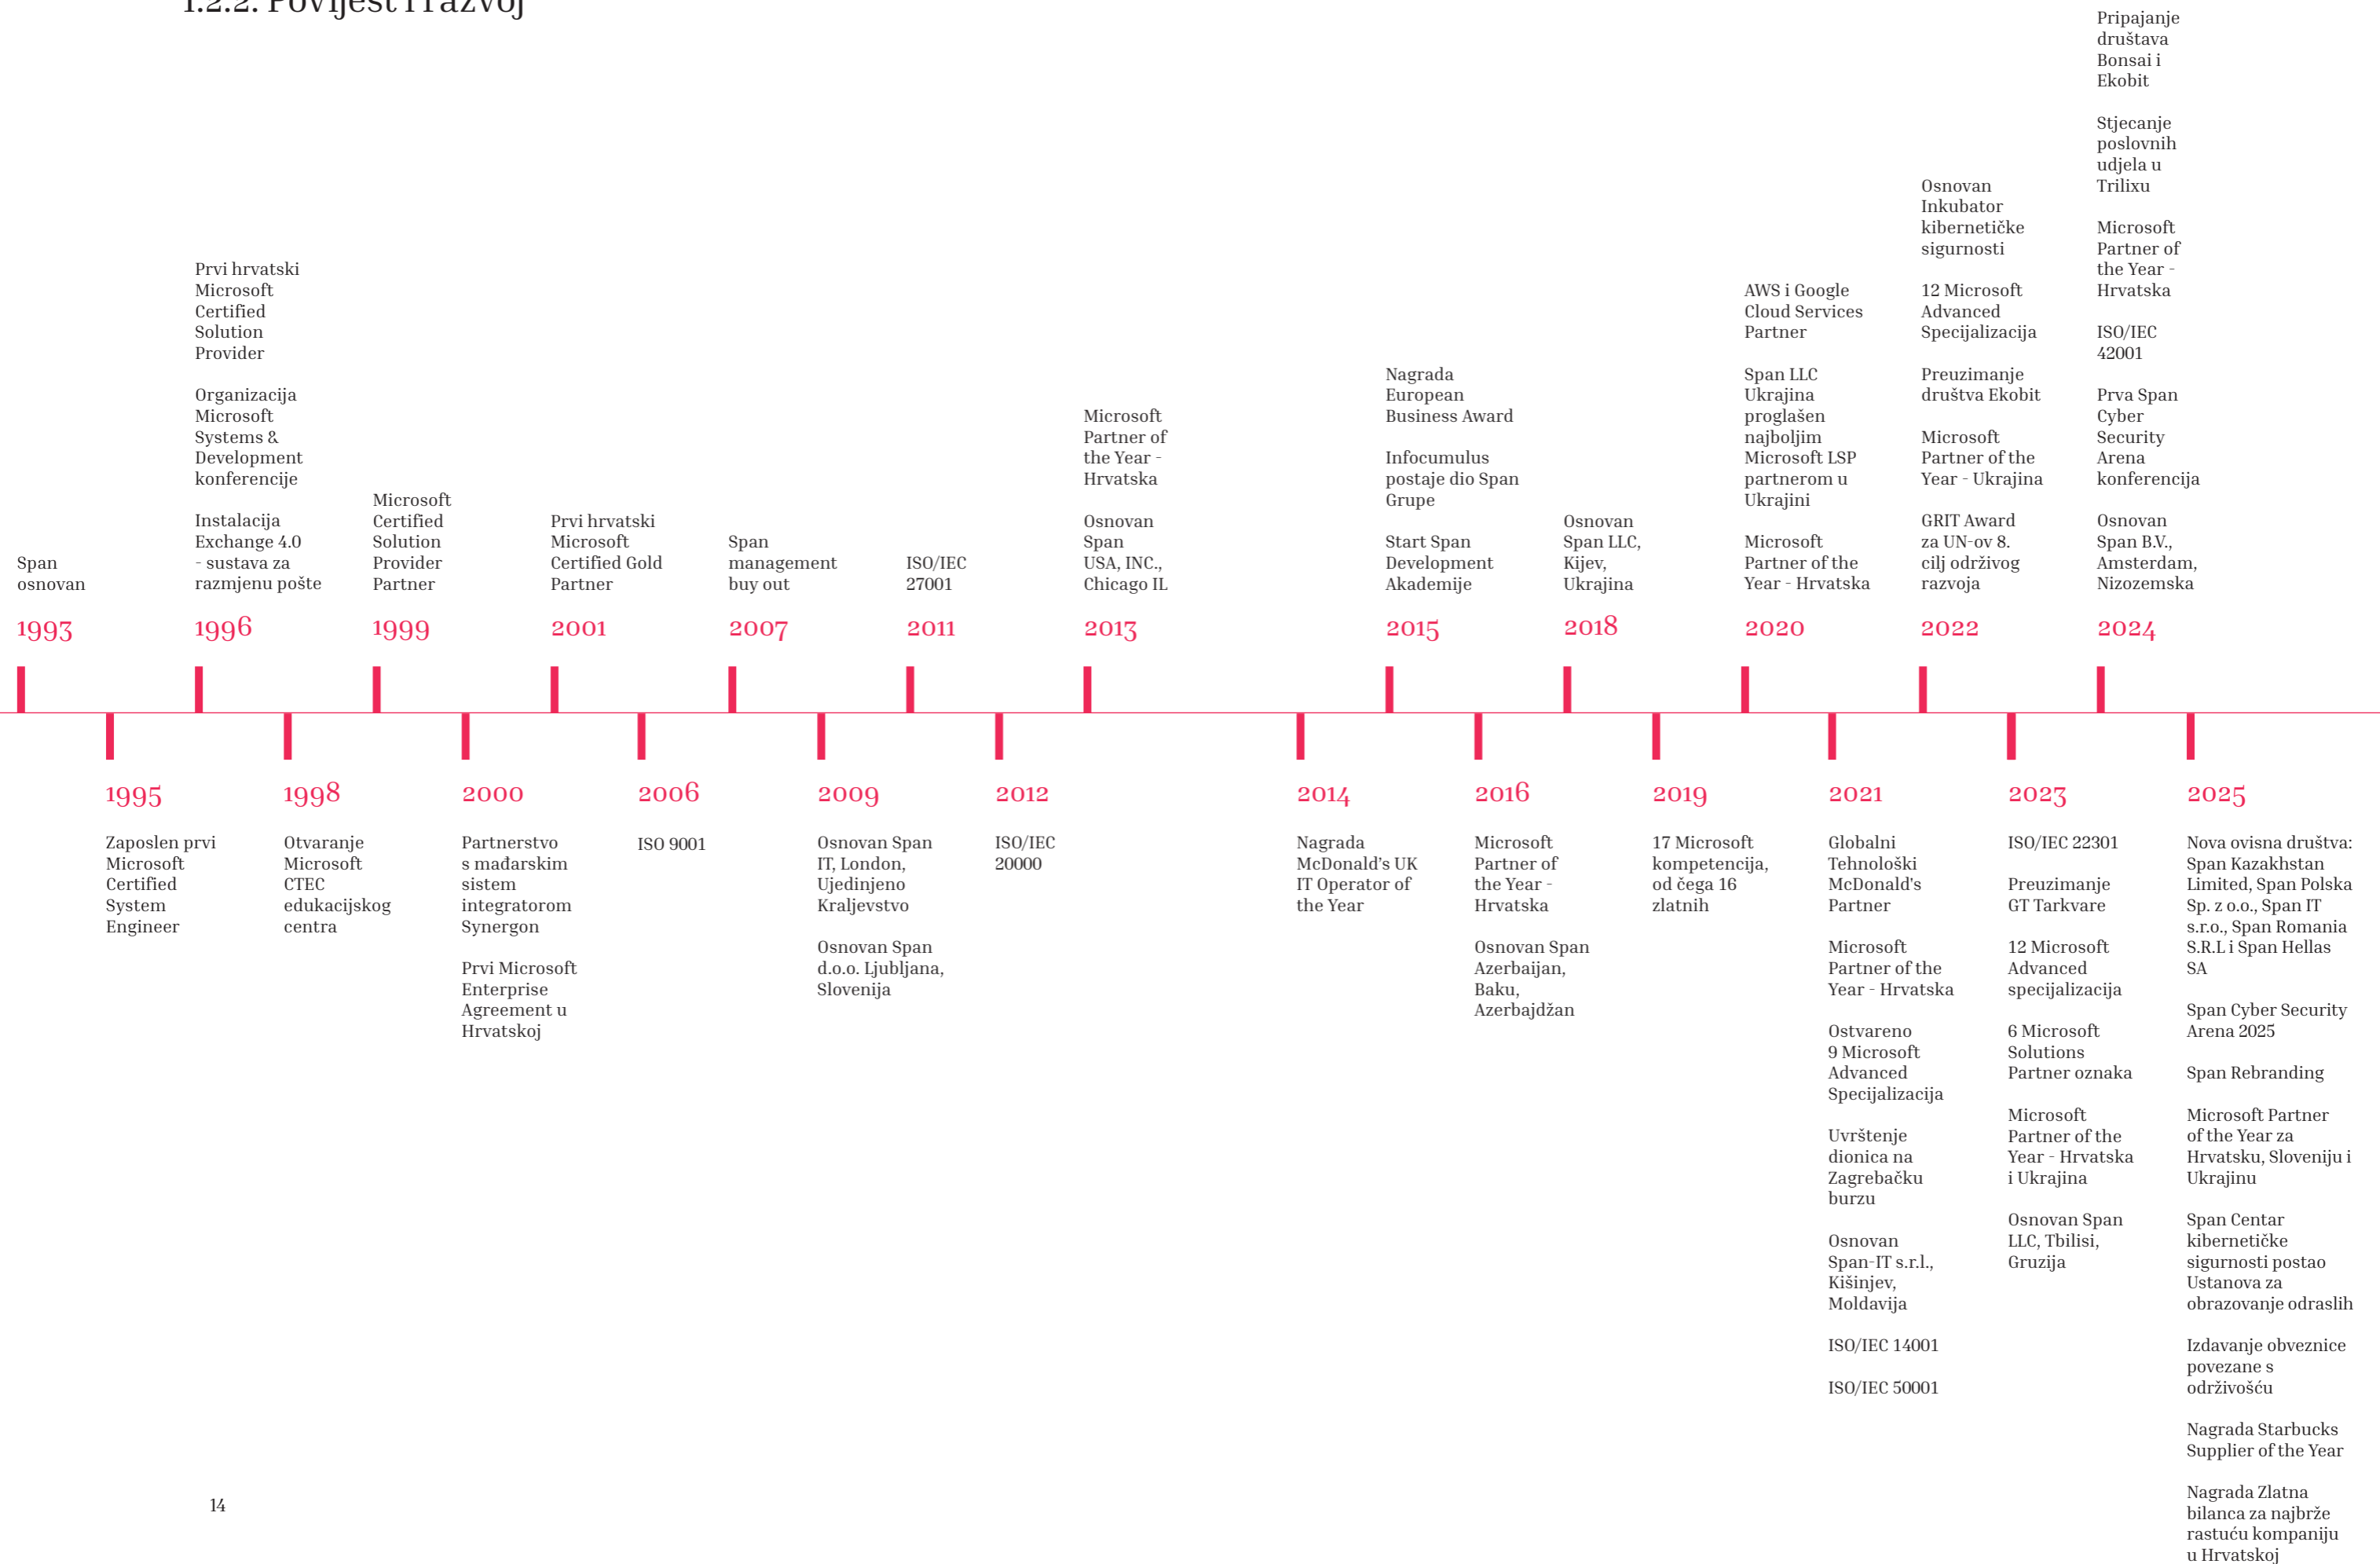 1.2.2. Povijest i razvoj
Span
osnovan
1993
Zaposlen prvi
Microsoft
Certified
System
Engineer
1995
Prvi hrvatski
Microsoft
Certified
Solution
Provider
Organizacija
Microsoft
Systems &
Development
konferencije
Instalacija
Exchange 4.0
- sustava za
razmjenu pošte
1996
1998
Otvaranje
Microsoft
CTEC
edukacijskog
centra
Microsoft
Certified
Solution
Provider
Partner
1999
2000
Partnerstvo
s mađarskim
sistem
integratorom
Synergon
Prvi Microsoft
Enterprise
Agreement u
Hrvatskoj
Prvi hrvatski
Microsoft
Certified Gold
Partner
2001
2006
ISO 9001
Span
management
buy out
2007
2009
Osnovan Span
IT, London,
Ujedinjeno
Kraljevstvo
Osnovan Span
d.o.o. Ljubljana,
Slovenija
ISO/IEC
27001
2011
2012
ISO/IEC
20000
Microsoft
Partner of
the Year -
Hrvatska
Osnovan
Span
USA, INC.,
Chicago IL
2013
2014
Nagrada
McDonald's UK
IT Operator of
the Year
Nagrada
European
Business Award
Infocumulus
postaje dio Span
Grupe
Start Span
Development
Akademije
2015
2016
Microsoft
Partner of
the Year -
Hrvatska
Osnovan Span
Azerbaijan,
Baku,
Azerbajdžan
Osnovan
Span LLC,
Kijev,
Ukrajina
2018
2019
17 Microsoft
kompetencija,
od čega 16
zlatnih
AWS i Google
Cloud Services
Partner
Span LLC
Ukrajina
proglašen
najboljim
Microsoft LSP
partnerom u
Ukrajini
Microsoft
Partner of the
Year - Hrvatska
2020
2021
Globalni
Tehnološki
McDonald's
Partner
Microsoft
Partner of the
Year - Hrvatska
Ostvareno
9 Microsoft
Advanced
Specijalizacija
Uvrštenje
dionica na
Zagrebačku
burzu
Osnovan
Span-IT s.r.l.,
Kišinjev,
Moldavija
ISO/IEC 14001
ISO/IEC 50001
Osnovan
Inkubator
kibernetičke
sigurnosti
12 Microsoft
Advanced
Specijalizacija
Preuzimanje
društva Ekobit
Microsoft
Partner of the
Year - Ukrajina
GRIT Award
za UN-ov 8.
cilj održivog
razvoja
2022
2023
ISO/IEC 22301
Preuzimanje
GT Tarkvare
12 Microsoft
Advanced
specijalizacija
6 Microsoft
Solutions
Partner oznaka
Microsoft
Partner of the
Year - Hrvatska
i Ukrajina
Osnovan Span
LLC, Tbilisi,
Gruzija
Pripajanje
društava
Bonsai i
Ekobit
Stjecanje
poslovnih
udjela u
Trilixu
Microsoft
Partner of
the Year -
Hrvatska
ISO/IEC
42001
Prva Span
Cyber
Security
Arena
konferencija
Osnovan
Span B.V.,
Amsterdam,
Nizozemska
2024
2025
Nova ovisna društva:
Span Kazakhstan
Limited, Span Polska
Sp. z o.o., Span IT
s.r.o., Span Romania
S.R.L i Span Hellas
SA
Span Cyber Security
Arena 2025
Span Rebranding
Microsoft Partner
of the Year za
Hrvatsku, Sloveniju i
Ukrajinu
Span Centar
kibernetičke
sigurnosti postao
Ustanova za
obrazovanje odraslih
Izdavanje obveznice
povezane s
održivošću
Nagrada Starbucks
Supplier of the Year
Nagrada Zlatna
bilanca za najbrže
rastuću kompaniju
u Hrvatskoj
14